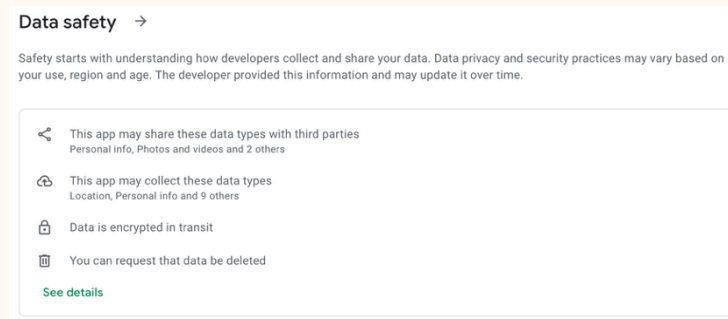 Data safety →
Safety starts with understanding how developers collect and share your data. Data privacy and security practices may vary based on
your use, region and age. The developer provided this information and may update it over time.
This app may share these data types with third parties
Personal info, Photos and videos and 2 others
This app may collect these data types
Location, Personal info and 9 others
Data is encrypted in transit
You can request that data be deleted
See details